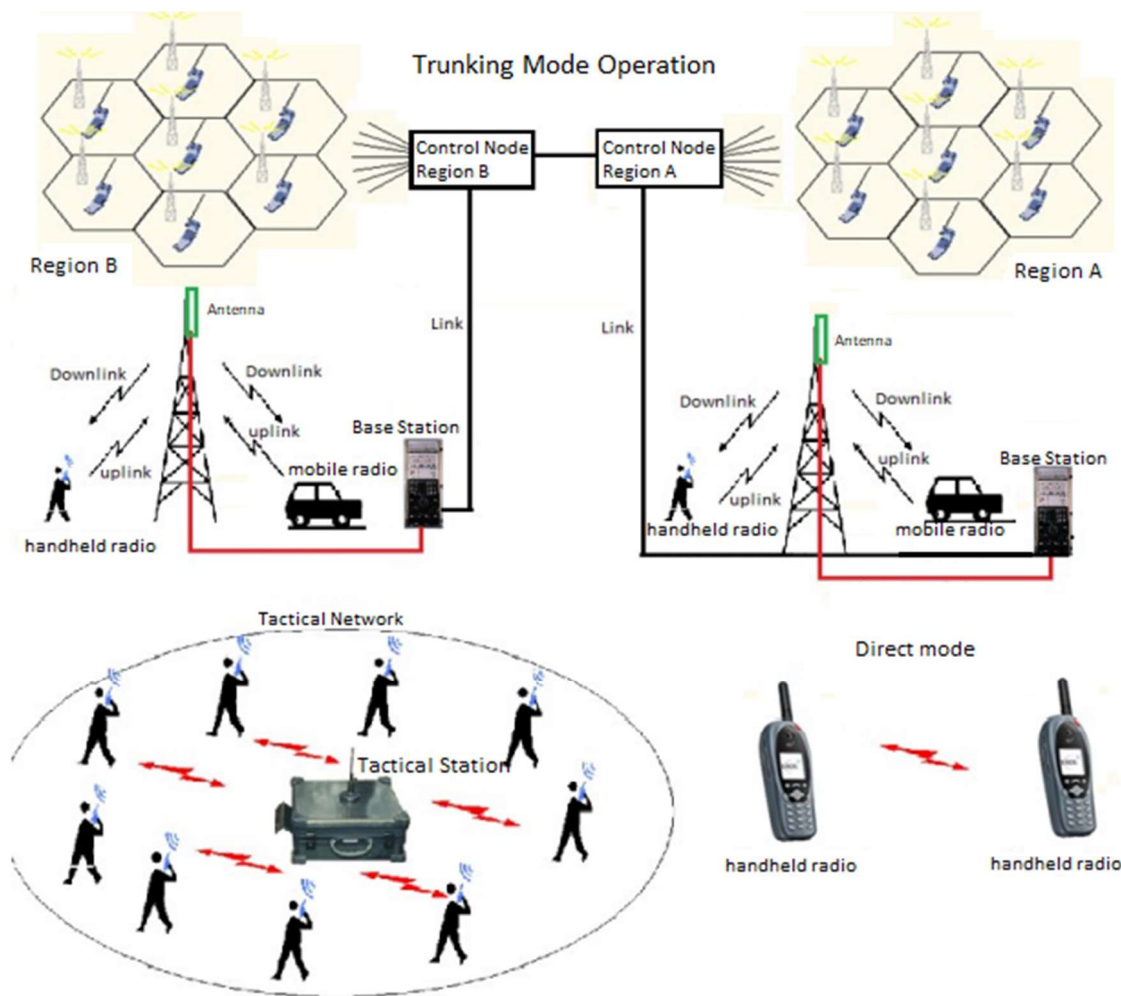 Trunking Mode Operation
Control Node
Region B
Control Node
Region A
Region B
Region A
Antenna
Link
Link
Antenna
Downlink
Downlink
Downlink
Downlink
uplink
uplink
Base Station
mobile radio
handheld radio
uplink
uplink
Base Station
handheld radio
mobile radio
Tactical Network
Tactical Station
Direct mode
handheld radio
handheld radio